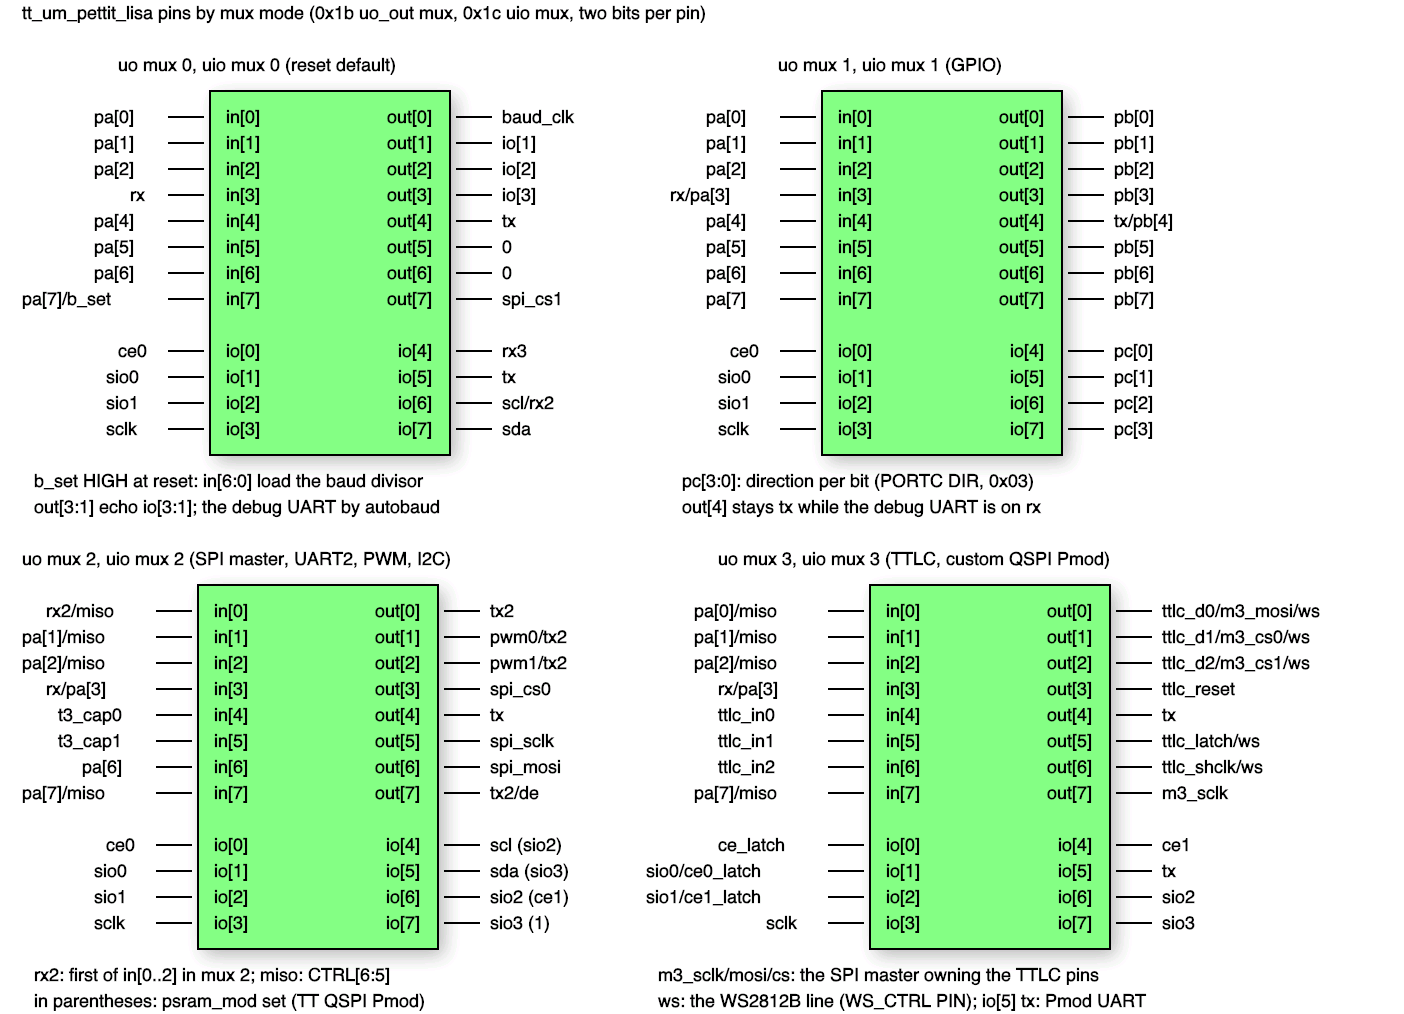 tt_um_pettit_lisa pins by mux mode (0x1b uo_out mux, 0x1c uio mux, two bits per pin)
uo mux 0, uio mux 0 (reset default)
pa[0] in[0] out[0] baud_clk
pa[1] in[1] out[1] io[1]
pa[2] in[2] out[2] io[2]
rx in[3] out[3] io[3]
pa[4] in[4] out[4] tx
pa[5] in[5] out[5] 0
pa[6] in[6] out[6] 0
pa[7]/b_set in[7] out[7] spi_cs1
ce0 io[0] io[4] rx3
sio0 io[1] io[5] tx
sio1 io[2] io[6] scl/rx2
sclk io[3] io[7] sda
b_set HIGH at reset: in[6:0] load the baud divisor
out[3:1] echo io[3:1]; the debug UART by autobaud
uo mux 1, uio mux 1 (GPIO)
pa[0] in[0] out[0] pb[0]
pa[1] in[1] out[1] pb[1]
pa[2] in[2] out[2] pb[2]
rx/pa[3] in[3] out[3] pb[3]
pa[4] in[4] out[4] tx/pb[4]
pa[5] in[5] out[5] pb[5]
pa[6] in[6] out[6] pb[6]
pa[7] in[7] out[7] pb[7]
ce0 io[0] io[4] pc[0]
sio0 io[1] io[5] pc[1]
sio1 io[2] io[6] pc[2]
sclk io[3] io[7] pc[3]
pc[3:0]: direction per bit (PORTC DIR, 0x03)
out[4] stays tx while the debug UART is on rx
uo mux 2, uio mux 2 (SPI master, UART2, PWM, I2C)
rx2/miso in[0] out[0] tx2
pa[1]/miso in[1] out[1] pwm0/tx2
pa[2]/miso in[2] out[2] pwm1/tx2
rx/pa[3] in[3] out[3] spi_cs0
t3_cap0 in[4] out[4] tx
t3_cap1 in[5] out[5] spi_sclk
pa[6] in[6] out[6] spi_mosi
pa[7]/miso in[7] out[7] tx2/de
ce0 io[0] io[4] scl (sio2)
sio0 io[1] io[5] sda (sio3)
sio1 io[2] io[6] sio2 (ce1)
sclk io[3] io[7] sio3 (1)
rx2: first of in[0..2] in mux 2; miso: CTRL[6:5]
in parentheses: psram_mod set (TT QSPI Pmod)
uo mux 3, uio mux 3 (TTLC, custom QSPI Pmod)
pa[0]/miso in[0] out[0] ttlc_d0/m3_mosi/ws
pa[1]/miso in[1] out[1] ttlc_d1/m3_cs0/ws
pa[2]/miso in[2] out[2] ttlc_d2/m3_cs1/ws
rx/pa[3] in[3] out[3] ttlc_reset
ttlc_in0 in[4] out[4] tx
ttlc_in1 in[5] out[5] ttlc_latch/ws
ttlc_in2 in[6] out[6] ttlc_shclk/ws
pa[7]/miso in[7] out[7] m3_sclk
ce_latch io[0] io[4] ce1
sio0/ce0_latch io[1] io[5] tx
sio1/ce1_latch io[2] io[6] sio2
sclk io[3] io[7] sio3
m3_sclk/mosi/cs: the SPI master owning the TTLC pins
ws: the WS2812B line (WS_CTRL PIN); io[5] tx: Pmod UART